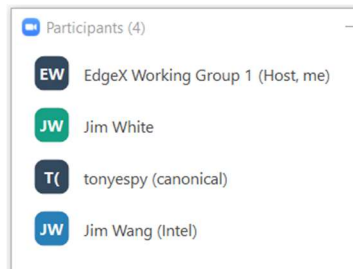 Participants (4)
EW EdgeX Working Group 1 (Host, me)
JW Jim White
T( tonyespy (canonical)
JW Jim Wang (Intel)